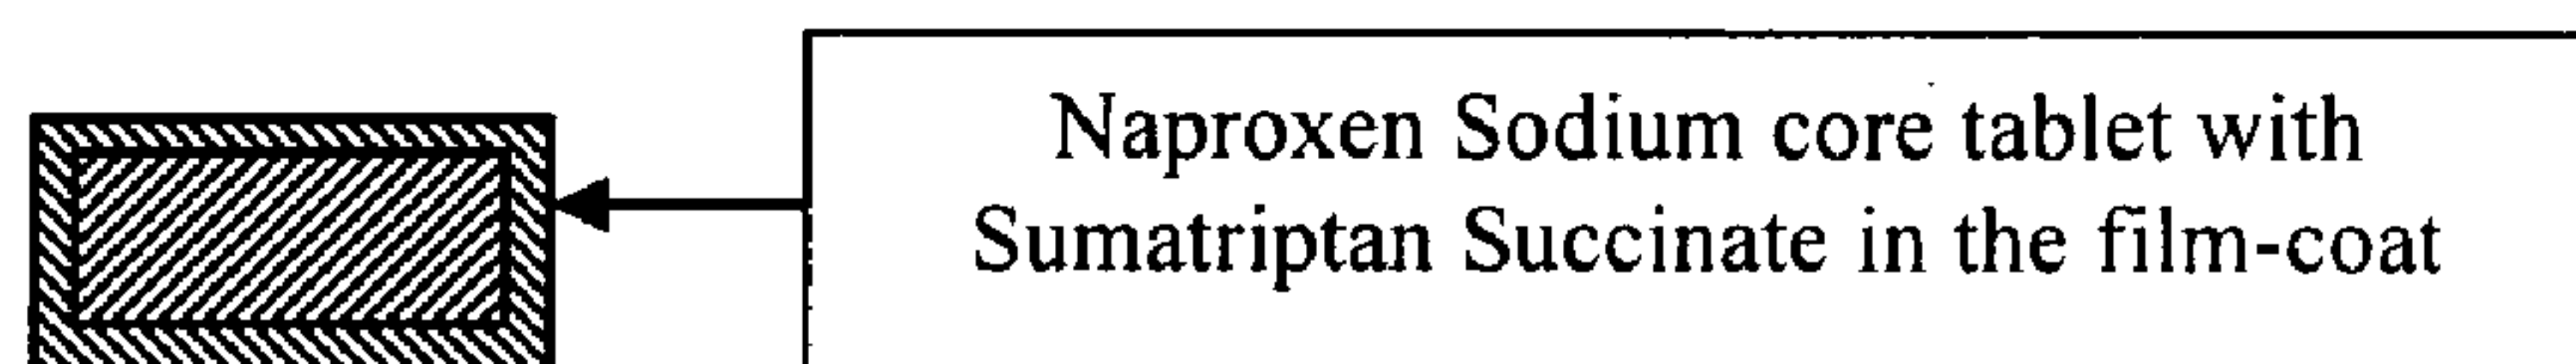 Naproxen Sodium core tablet with
Sumatriptan Succinate in the film-coat